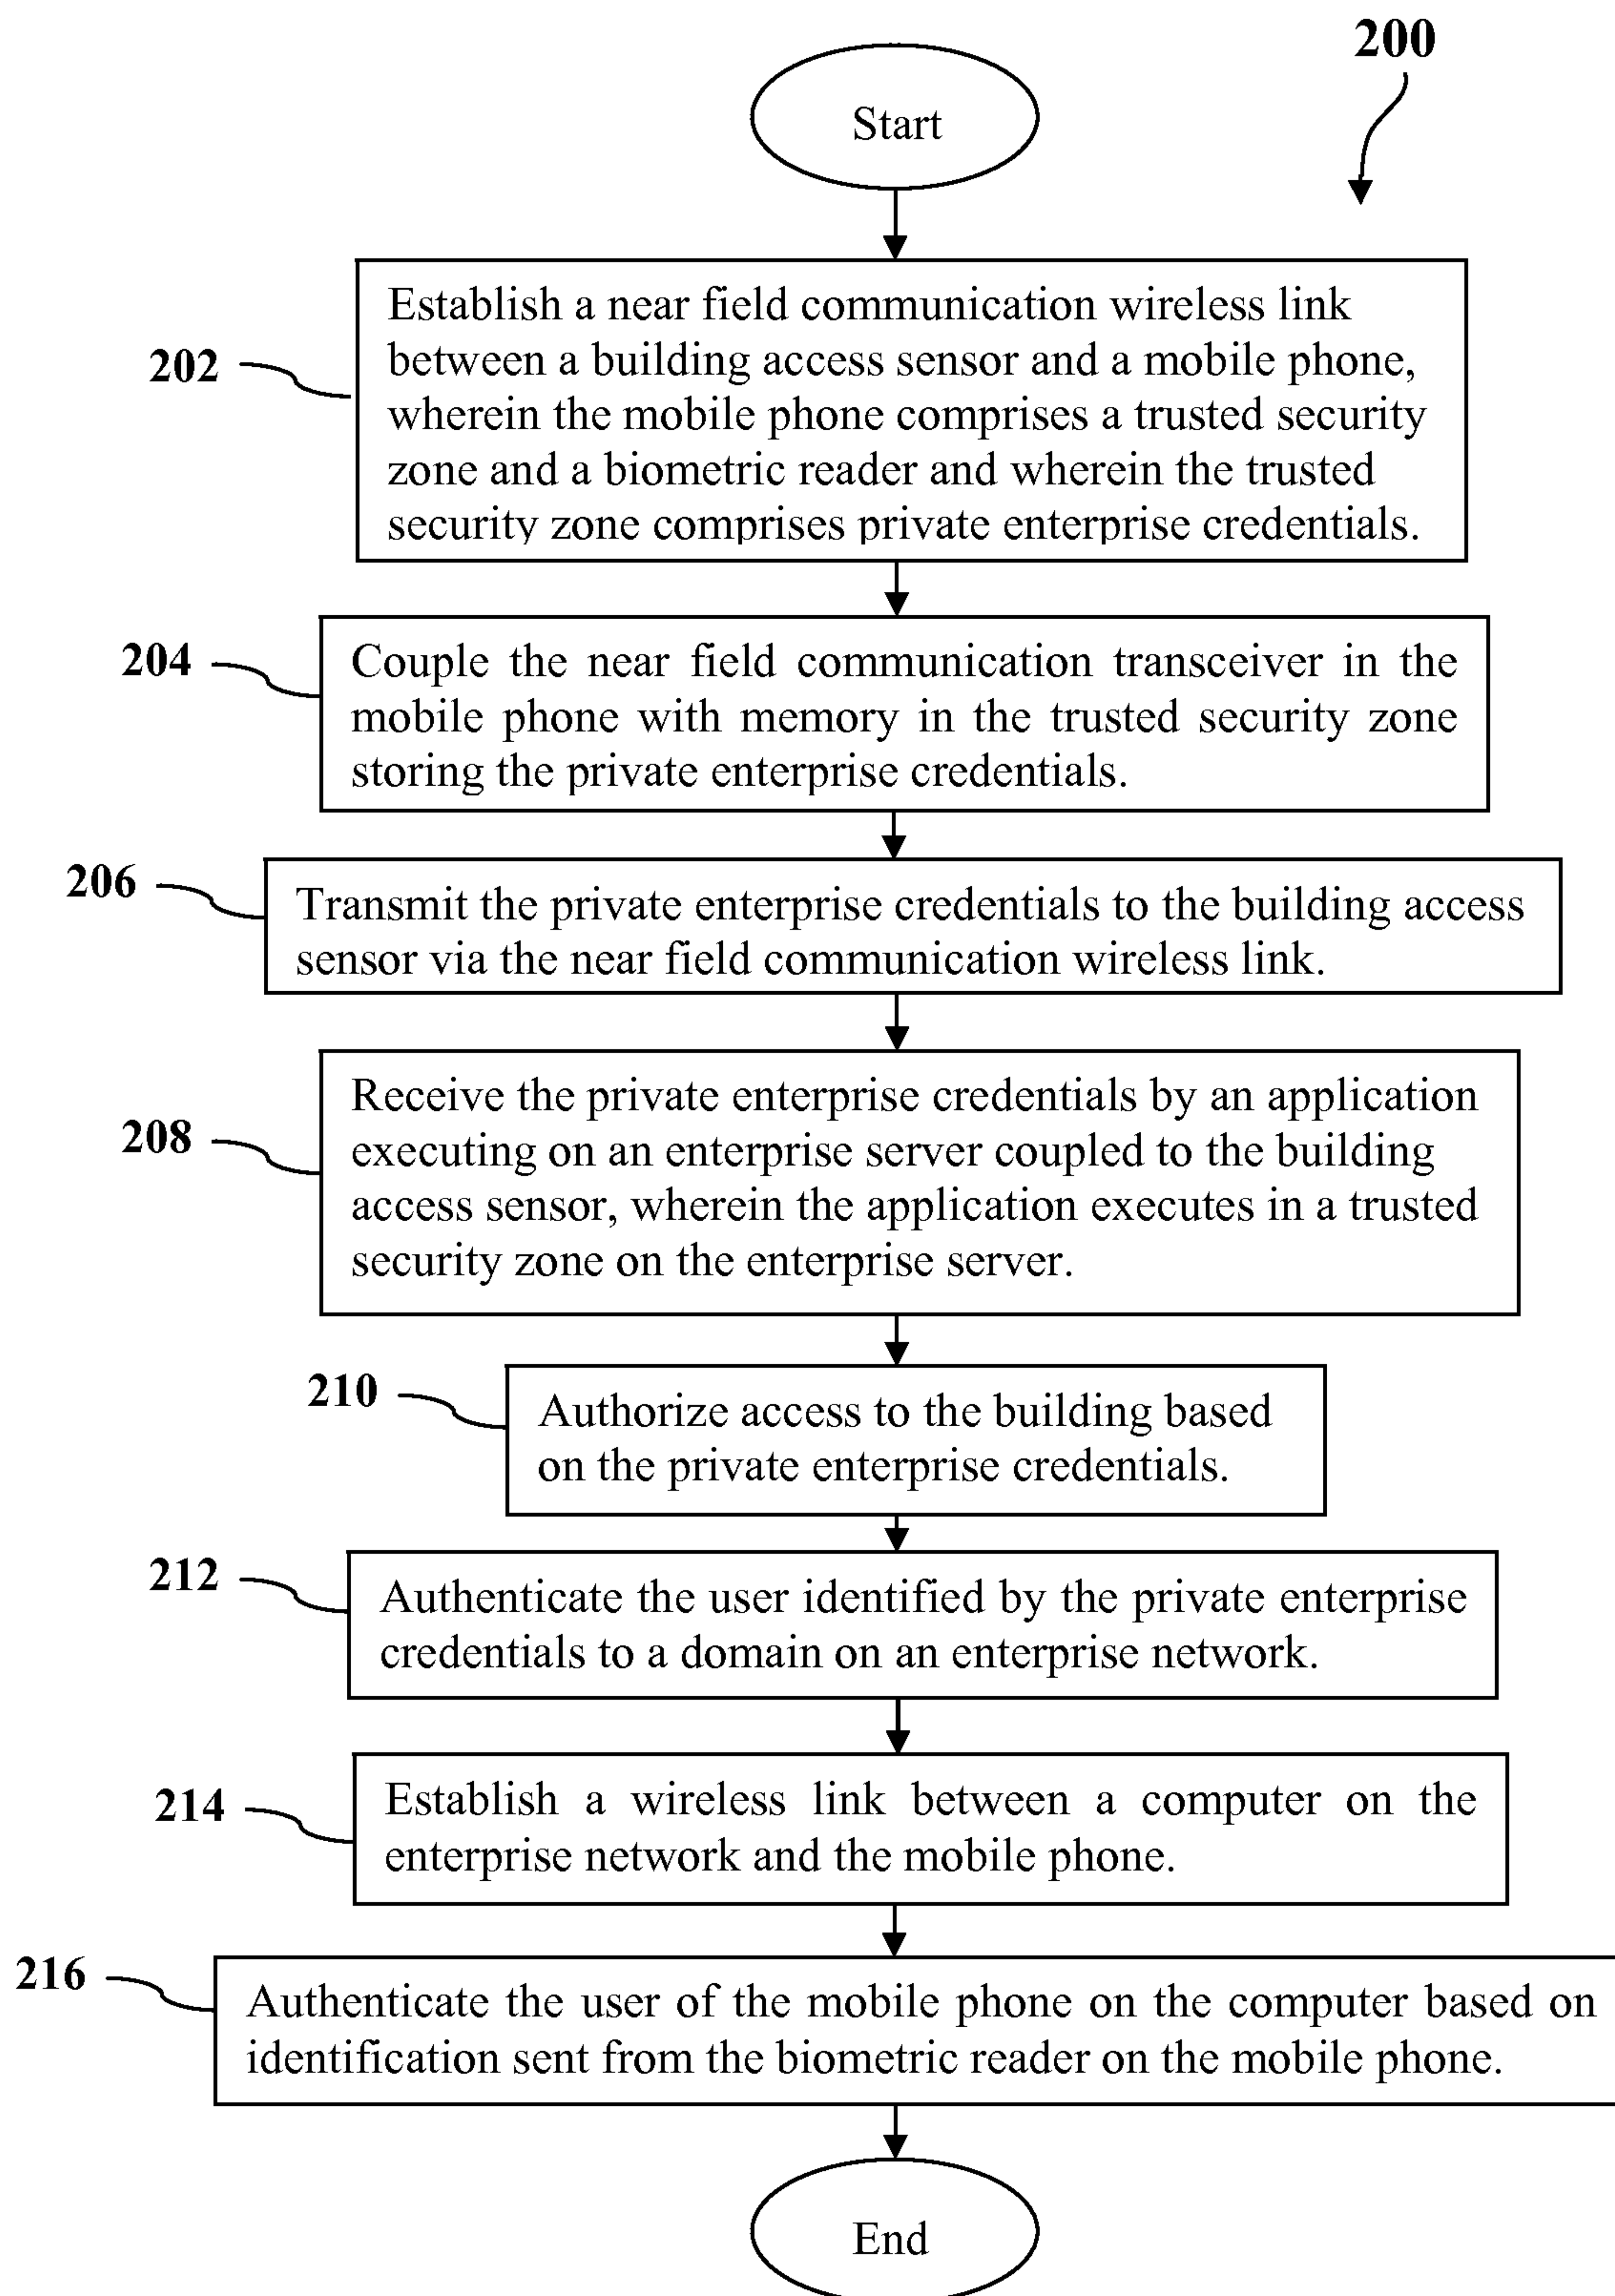 200
Start
202
Establish a near field communication wireless link
between a building access sensor and a mobile phone,
wherein the mobile phone comprises a trusted security
zone and a biometric reader and wherein the trusted
security zone comprises private enterprise credentials.
204
Couple the near field communication transceiver in the
mobile phone with memory in the trusted security zone
storing the private enterprise credentials.
206
Transmit the private enterprise credentials to the building access
sensor via the near field communication wireless link.
208
Receive the private enterprise credentials by an application
executing on an enterprise server coupled to the building
access sensor, wherein the application executes in a trusted
security zone on the enterprise server.
210
Authorize access to the building based
on the private enterprise credentials.
212
Authenticate the user identified by the private enterprise
credentials to a domain on an enterprise network.
214
Establish a wireless link between a computer on the
enterprise network and the mobile phone.
216
Authenticate the user of the mobile phone on the computer based on
identification sent from the biometric reader on the mobile phone.
End